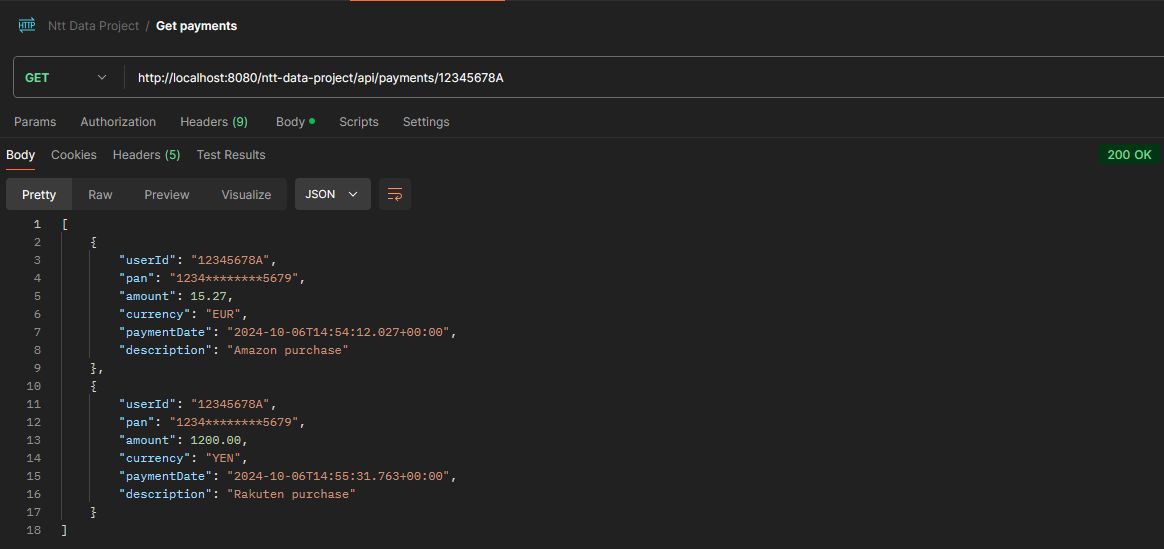 HTTP Ntt Data Project / Get payments
GET http://localhost:8080/ntt-data-project/api/payments/12345678A
Params Authorization Headers (9) Body Scripts Settings
Body Cookies Headers (5) Test Results 200 OK
Pretty Raw Preview Visualize JSON
1 [
2 {
3 "userId": "12345678A",
4 "pan": "1234********5679",
5 "amount": 15.27,
6 "currency": "EUR",
7 "paymentDate": "2024-10-06T14:54:12.027+00:00",
8 "description": "Amazon purchase"
9 },
10 {
11 "userId": "12345678A",
12 "pan": "1234********5679",
13 "amount": 1200.00,
14 "currency": "YEN",
15 "paymentDate": "2024-10-06T14:55:31.763+00:00",
16 "description": "Rakuten purchase"
17 }
18 ]